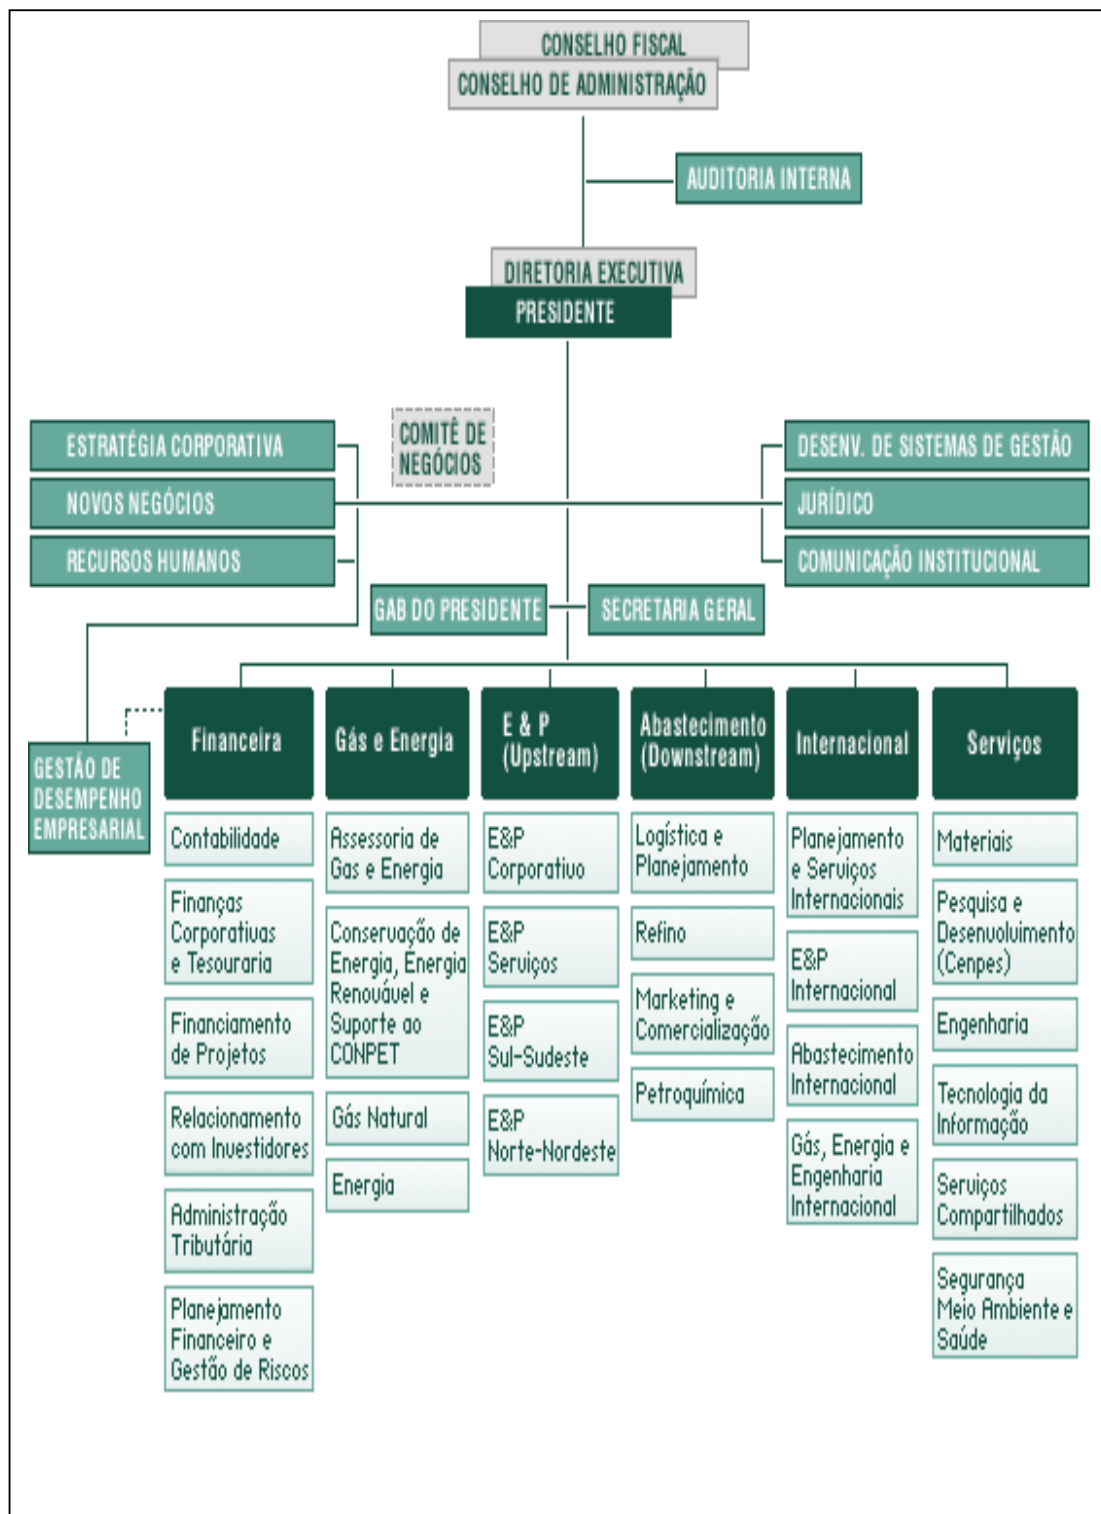 CONSELHO FISCAL
CONSELHO DE ADMINISTRAÇÃO
AUDITORIA INTERNA
DIRETORIA EXECUTIVA
PRESIDENTE
COMITÊ DE
NEGÓCIOS
ESTRATÉGIA CORPORATIVA
NOVOS NEGÓCIOS
RECURSOS HUMANOS
DESENV. DE SISTEMAS DE GESTÃO
JURÍDICO
COMUNICAÇÃO INSTITUCIONAL
GAB DO PRESIDENTE
SECRETARIA GERAL
GESTÃO DE
DESEMPENHO
EMPRESARIAL
Financeira
Contabilidade
Finanças
Corporativas
e Tesouraria
Financiamento
de Projetos
Relacionamento
com Investidores
Administração
Tributária
Planejamento
Financeiro e
Gestão de Riscos
Gás e Energia
Assessoria de
Gas e Energia
Conservação de
Energia, Energia
Renovável e
Suporte ao
CONPET
Gás Natural
Energia
E & P
(Upstream)
E&P
Corporativo
E&P
Serviços
E&P
Sul-Sudeste
E&P
Norte-Nordeste
Abastecimento
(Downstream)
Logística e
Planejamento
Refino
Marketing e
Comercialização
Petroquímica
Internacional
Planejamento
e Serviços
Internacionais
E&P
Internacional
Abastecimento
Internacional
Gás, Energia e
Engenharia
Internacional
Serviços
Materiais
Pesquisa e
Desenvolvimento
(Cenpes)
Engenharia
Tecnologia da
Informação
Serviços
Compartilhados
Segurança
Meio Ambiente e
Saúde